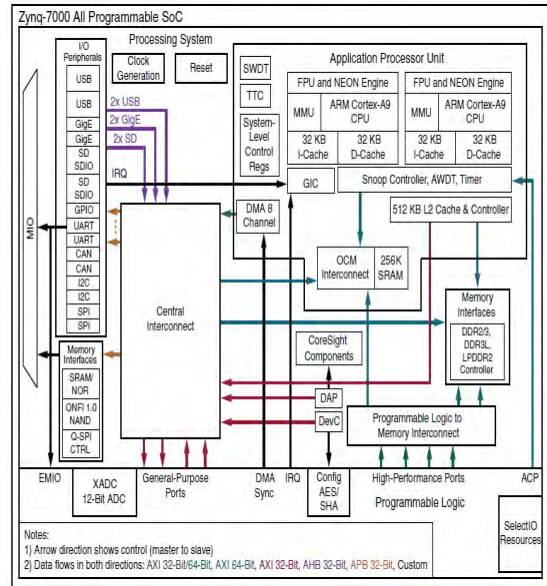 Zynq-7000 All Programmable SoC
I/O
Peripherals
USB
USB
GigE
GigE
SD
SDIO
SD
SDIO
GPIO
UART
UART
CAN
CAN
I2C
I2C
SPI
SPI
MIO
Memory
Interfaces
SRAM/
NOR
ONFI 1.0
NAND
Q-SPI
CTRL
Processing System
Clock
Generation
Reset
2x USB
2x GigE
2x SD
IRQ
SWDT
TTC
System-
Level
Control
Regs
Application Processor Unit
FPU and NEON Engine
MMU
ARM Cortex-A9
CPU
32 KB
I-Cache
32 KB
D-Cache
FPU and NEON Engine
MMU
ARM Cortex-A9
CPU
32 KB
I-Cache
32 KB
D-Cache
GIC
Snoop Controller, AWDT, Timer
DMA 8
Channel
512 KB L2 Cache & Controller
OCM
Interconnect
256K
SRAM
Central
Interconnect
Memory
Interfaces
DDR2/3,
DDR3L,
LPDDR2
Controller
CoreSight
Components
DAP
DevC
Programmable Logic to
Memory Interconnect
EMIO
XADC
12-Bit ADC
General-Purpose
Ports
DMA
Sync
IRQ
Config
AES/
SHA
High-Performance Ports
ACP
Programmable Logic
SelectIO
Resources
Notes:
1) Arrow direction shows control (master to slave)
2) Data flows in both directions: AXI 32-Bit/64-Bit, AXI 64-Bit, AXI 32-Bit, AHB 32-Bit, APB 32-Bit, Custom